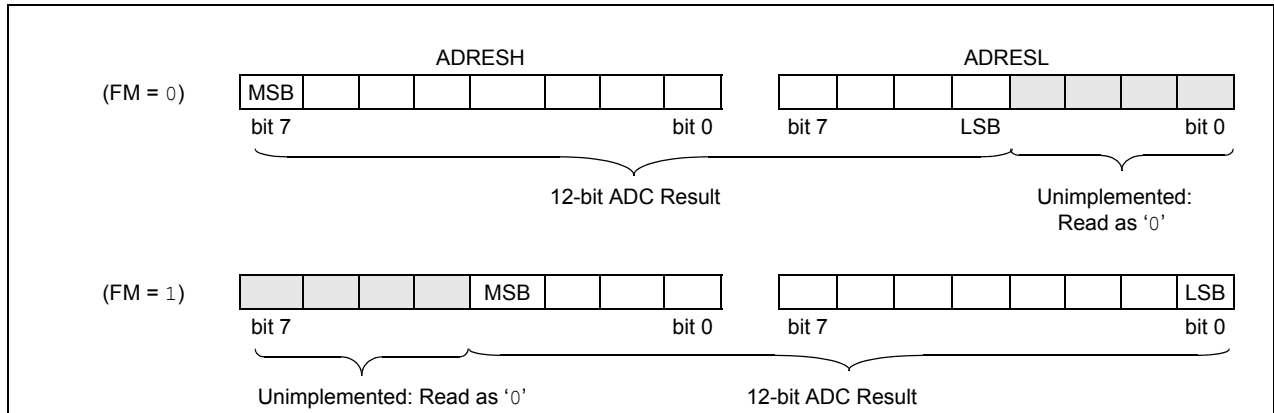 ADRESH ADRESL
(FM = 0) MSB
bit 7 bit 0 bit 7 LSB bit 0
12-bit ADC Result Unimplemented:
Read as ‘0’
(FM = 1) MSB LSB
bit 7 bit 0 bit 7 bit 0
Unimplemented: Read as ‘0’ 12-bit ADC Result